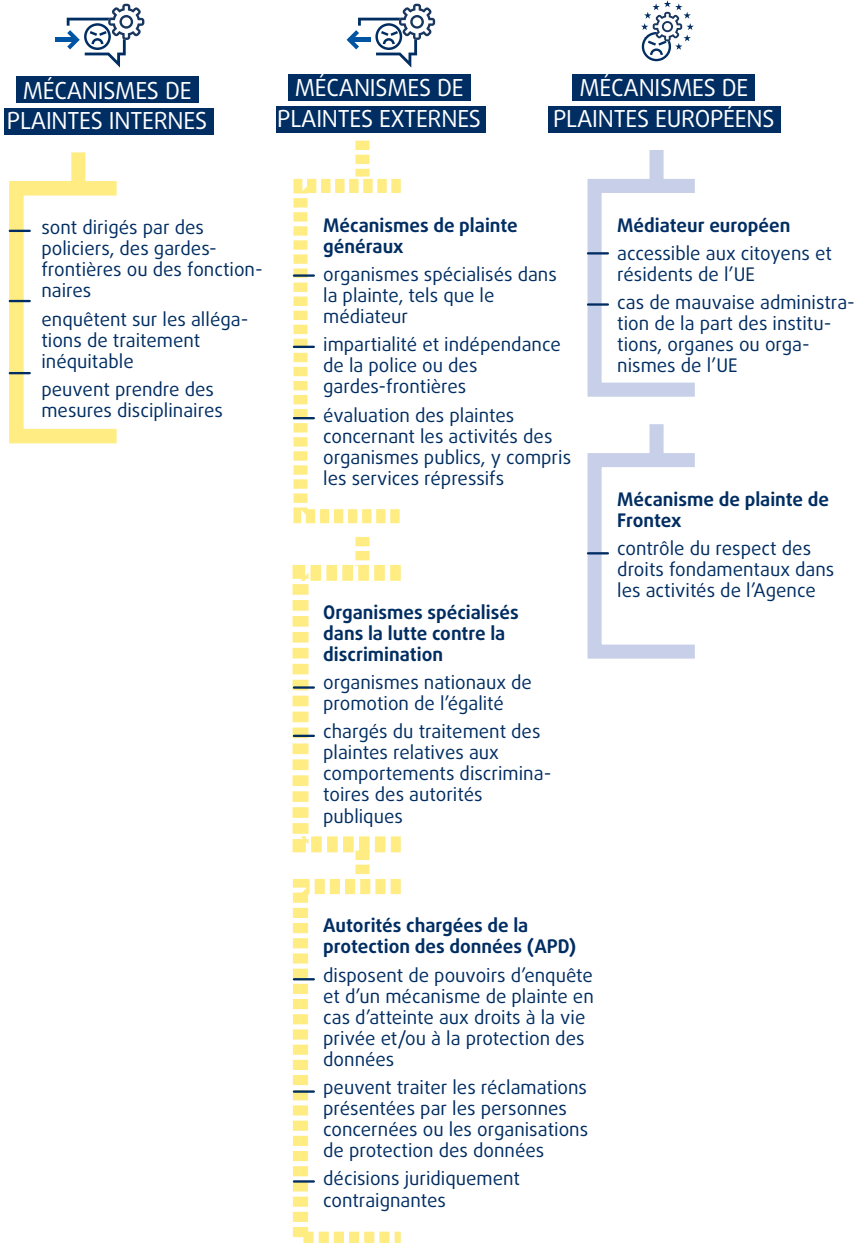 MÉCANISMES DE
PLAINTES INTERNES
sont dirigés par des
policiers, des gardes-
frontières ou des fonction-
naires
enquêtent sur les alléga-
tions de traitement
inéquitable
peuvent prendre des
mesures disciplinaires
MÉCANISMES DE
PLAINTES EXTERNES
Mécanismes de plainte
généraux
organismes spécialisés dans
la plainte, tels que le
médiateur
impartialité et indépendance
de la police ou des
gardes-frontières
évaluation des plaintes
concernant les activités des
organismes publics, y compris
les services répressifs
Organismes spécialisés
dans la lutte contre la
discrimination
organismes nationaux de
promotion de l’égalité
chargés du traitement des
plaintes relatives aux
comportements discrimina-
toires des autorités
publiques
Autorités chargées de la
protection des données (APD)
disposent de pouvoirs d’enquête
et d’un mécanisme de plainte en
cas d’atteinte aux droits à la vie
privée et/ou à la protection des
données
peuvent traiter les réclamations
présentées par les personnes
concernées ou les organisations
de protection des données
décisions juridiquement
contraignantes
MÉCANISMES DE
PLAINTES EUROPÉENS
Médiateur européen
accessible aux citoyens et
résidents de l’UE
cas de mauvaise administra-
tion de la part des institu-
tions, organes ou orga-
nismes de l’UE
Mécanisme de plainte de
Frontex
contrôle du respect des
droits fondamentaux dans
les activités de l’Agence